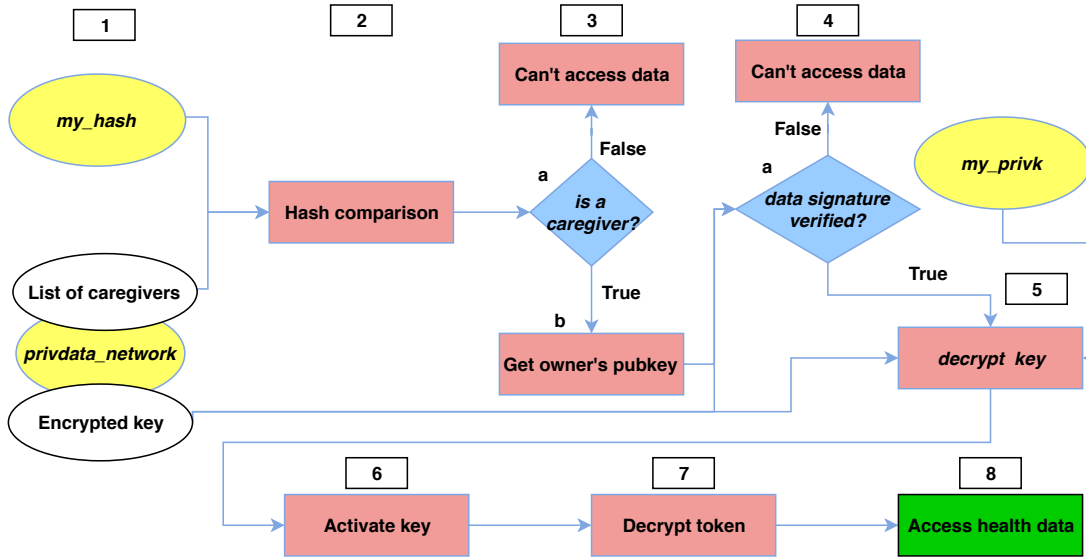 1
2
3
4
my_hash
Can't access data
Can't access data
False
False
a
a
my_privk
Hash comparison
is a
caregiver?
data signature
verified?
List of caregivers
True
True
5
b
privdata_network
Get owner's pubkey
decrypt key
Encrypted key
6
7
8
Activate key
Decrypt token
Access health data